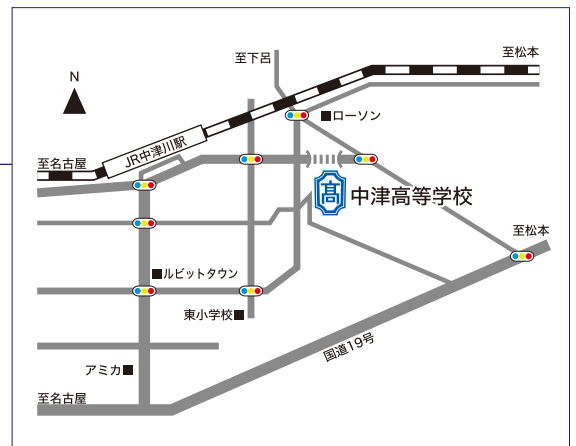 至下呂
至松本
N
ローソン
JR中津川駅
至名古屋
髙
中津高等学校
至松本
ルビットタウン
東小学校
国道19号
アミカ
至名古屋